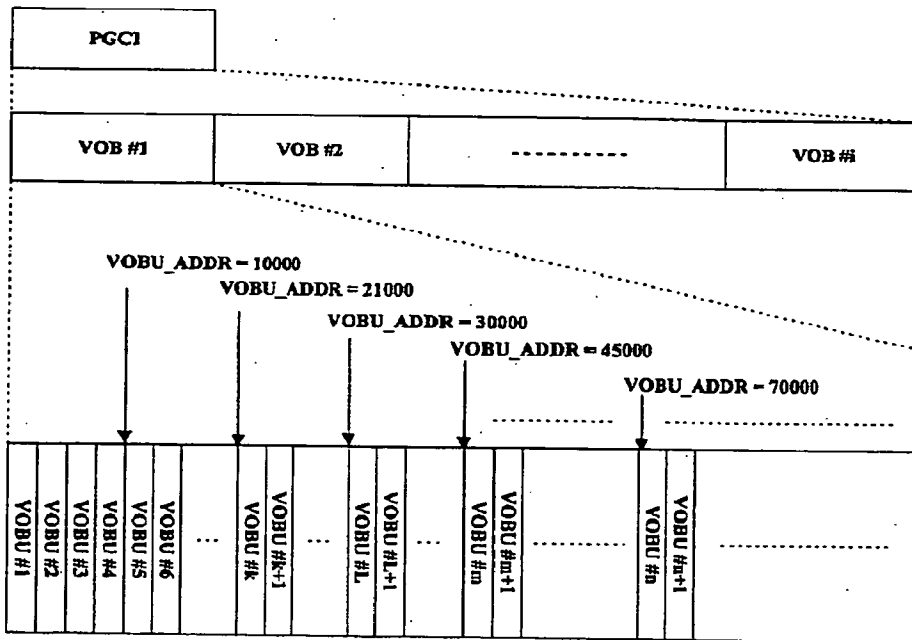 PGCI
VOB #1 VOB #2 --------- VOB #i
VOBU_ADDR = 10000
VOBU_ADDR = 21000
VOBU_ADDR = 30000
VOBU_ADDR = 45000
VOBU_ADDR = 70000
VOBU #1
VOBU #2
VOBU #3
VOBU #4
VOBU #5
VOBU #6
...
VOBU #k
VOBU #k+1
...
VOBU #L
VOBU #L+1
...
VOBU #m
VOBU #m+1
VOBU #n
VOBU #n+1